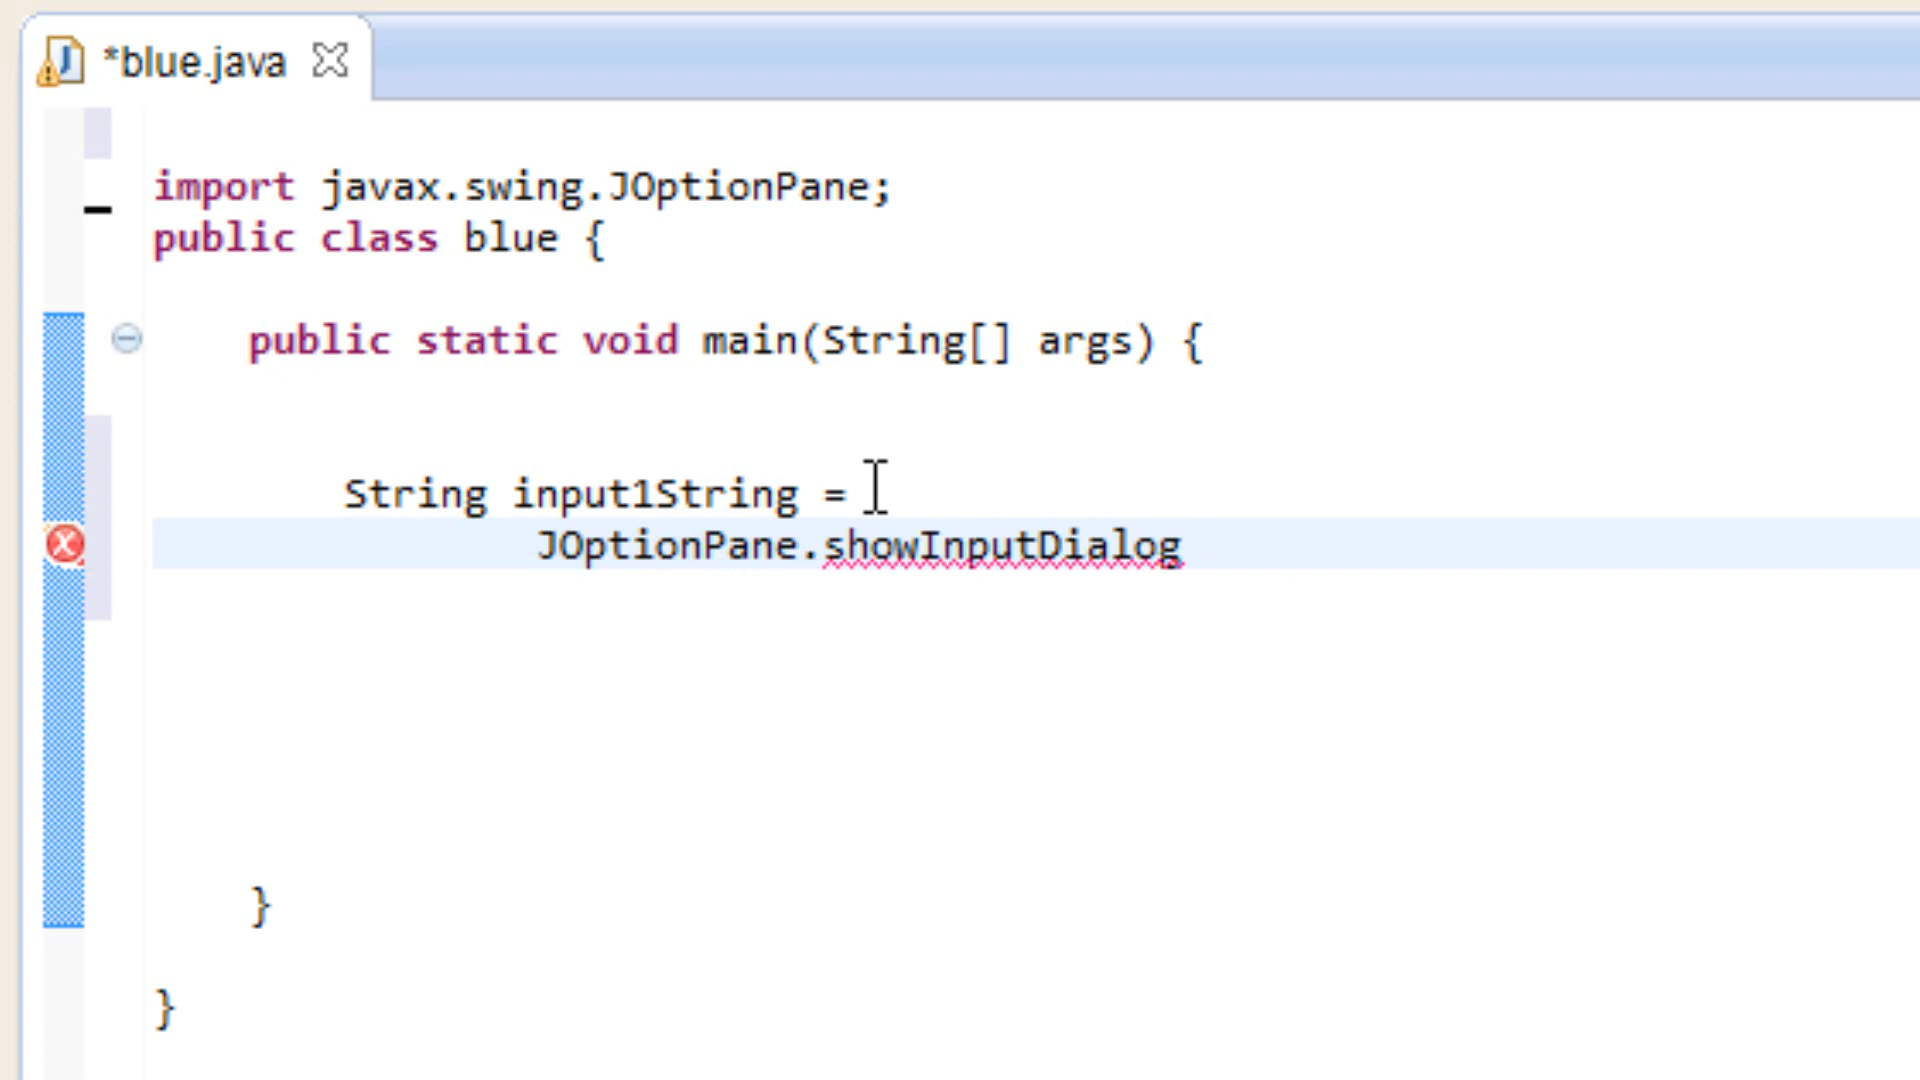 *blue.java
import javax.swing.JOptionPane;
public class blue {
public static void main(String[] args) {
String input1String =
JOptionPane.showInputDialog
}
}